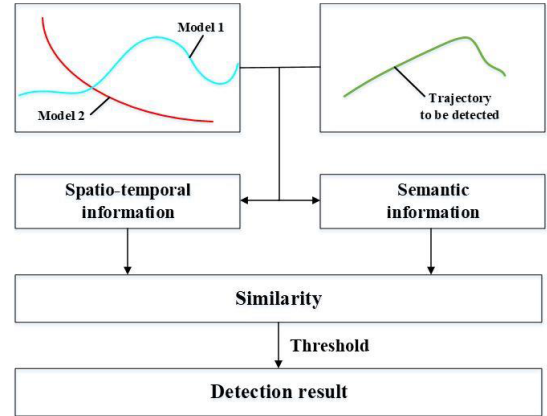 Model 1
Model 2
Trajectory
to be detected
Spatio-temporal
information
Semantic
information
Similarity
Threshold
Detection result